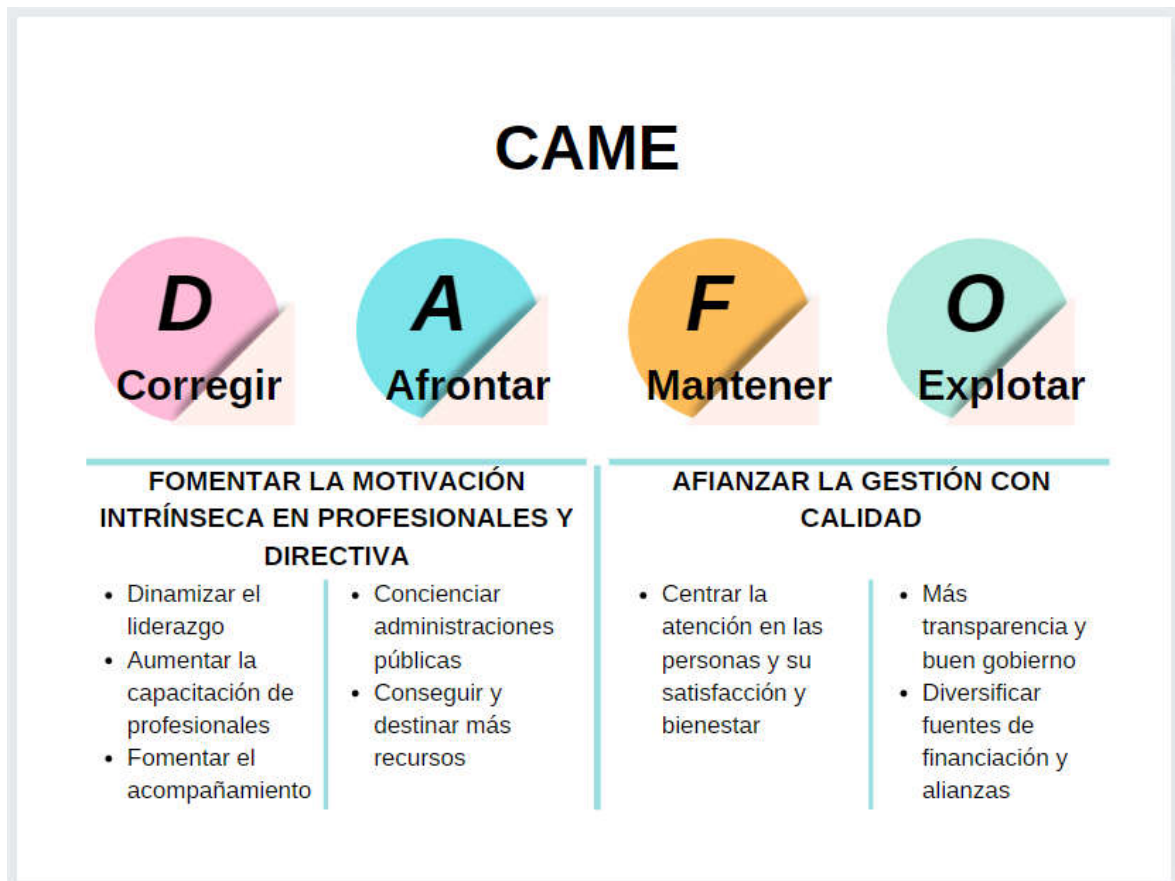 CAME
D
Corregir
A
Afrontar
F
Mantener
O
Explotar
FOMENTAR LA MOTIVACIÓN
INTRÍNSECA EN PROFESIONALES Y
DIRECTIVA
• Dinamizar el
liderazgo
• Aumentar la
capacitación de
profesionales
• Fomentar el
acompañamiento
• Concienciar
administraciones
públicas
• Conseguir y
destinar más
recursos
AFIANZAR LA GESTIÓN CON
CALIDAD
• Centrar la
atención en las
personas y su
satisfacción y
bienestar
• Más
transparencia y
buen gobierno
• Diversificar
fuentes de
financiación y
alianzas